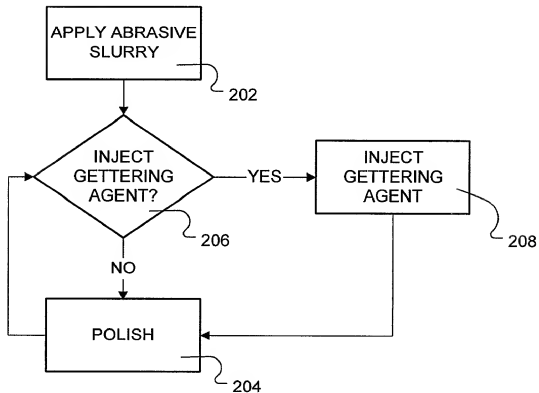 APPLY ABRASIVE
SLURRY
202
INJECT
GETTERING
AGENT?
206
YES
INJECT
GETTERING
AGENT
208
NO
POLISH
204